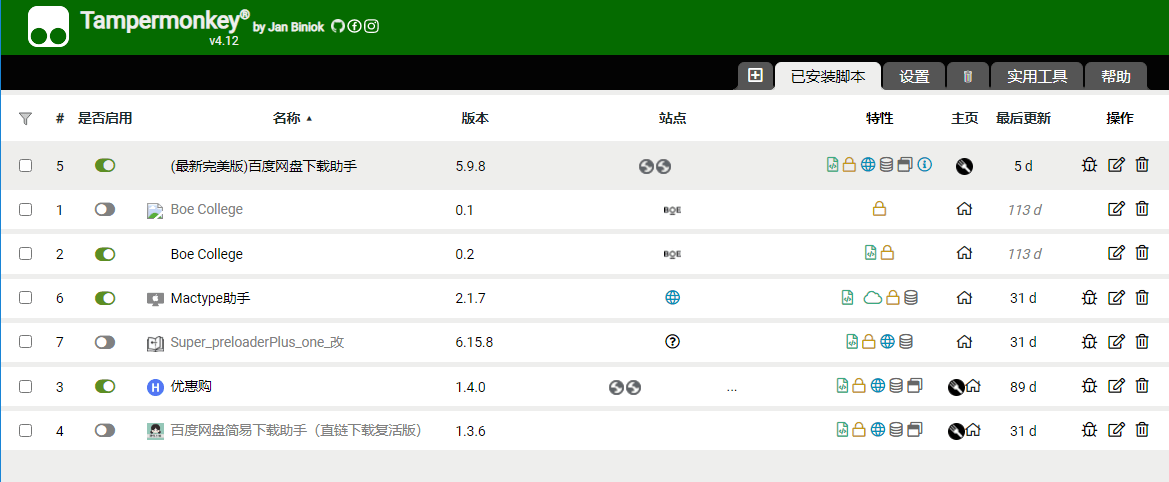 Tampermonkey® by Jan Biniok
v4.12
已安装脚本 设置 实用工具 帮助
# 是否启用 名称 ▲ 版本 站点 特性 主页 最后更新 操作
5 (最新完美版)百度网盘下载助手 5.9.8 5 d
1 Boe College 0.1 BOE 113 d
2 Boe College 0.2 BOE 113 d
6 Mactype助手 2.1.7 31 d
7 Super_preloaderPlus_one_改 6.15.8 31 d
3 H 优惠购 1.4.0 ... 89 d
4 百度网盘简易下载助手（直链下载复活版） 1.3.6 31 d